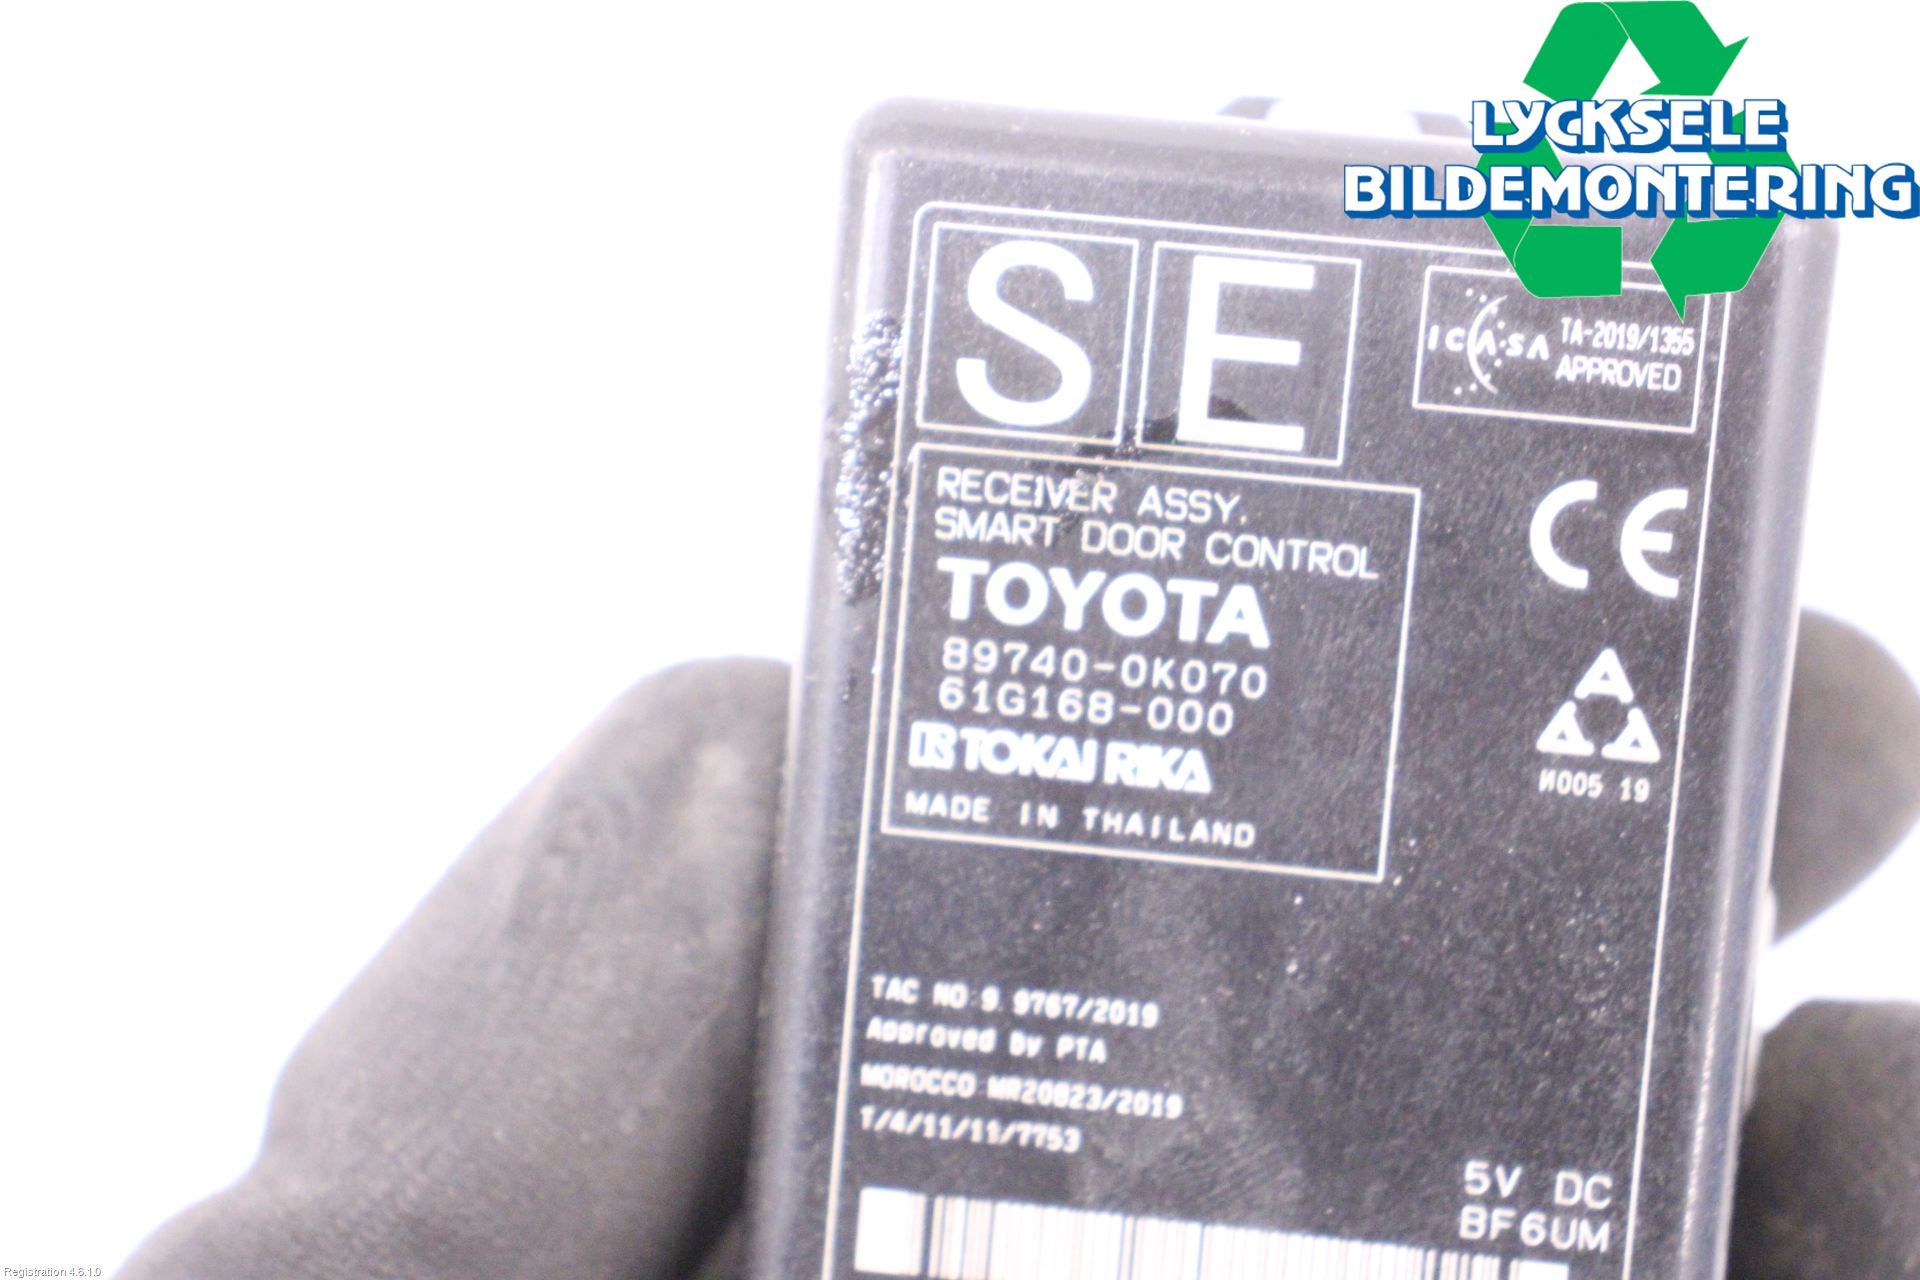 LYCKSELE
BILDEMONTERING
S E
ICASA TA-2019/1355
APPROVED
RECEIVER ASSY,
SMART DOOR CONTROL
TOYOTA
89740-0K070
61G168-000
TOKAI RIKA
MADE IN THAILAND
CE
N005 19
TAC NO:9.9767/2019
Approved by PTA
MOROCCO MR20823/2019
T/4/11/11/7753
5V DC
BF6UM
Registration 4.6.1.0